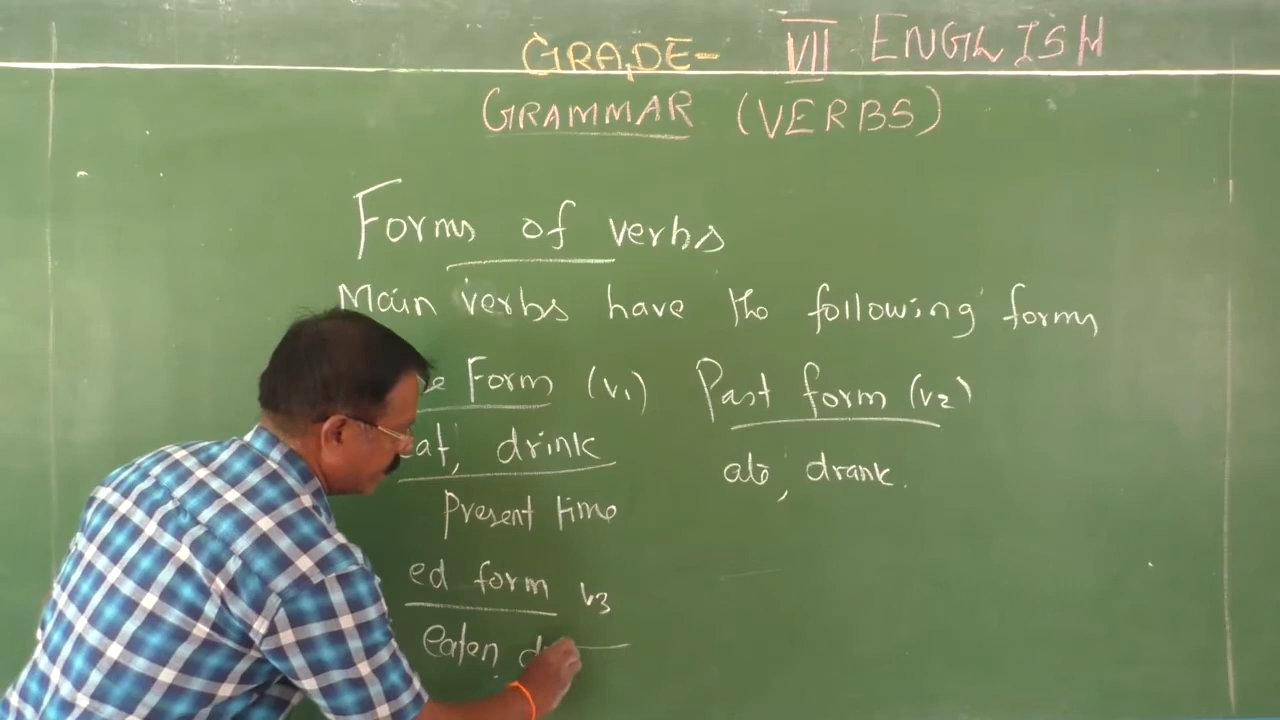 GRADE- VII ENGLISH
GRAMMAR (VERBS)
Forms of verbs
Main verbs have the following forms
Form (V1) Past form (V2)
eat, drink ate, drank.
Present time
ed form V3
eaten,